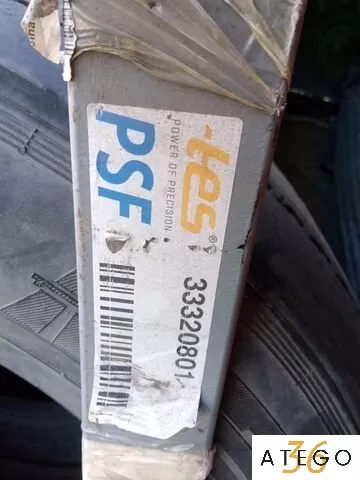 -tes®
POWER OF PRECISION
PSF
33320801
36
ATEGO